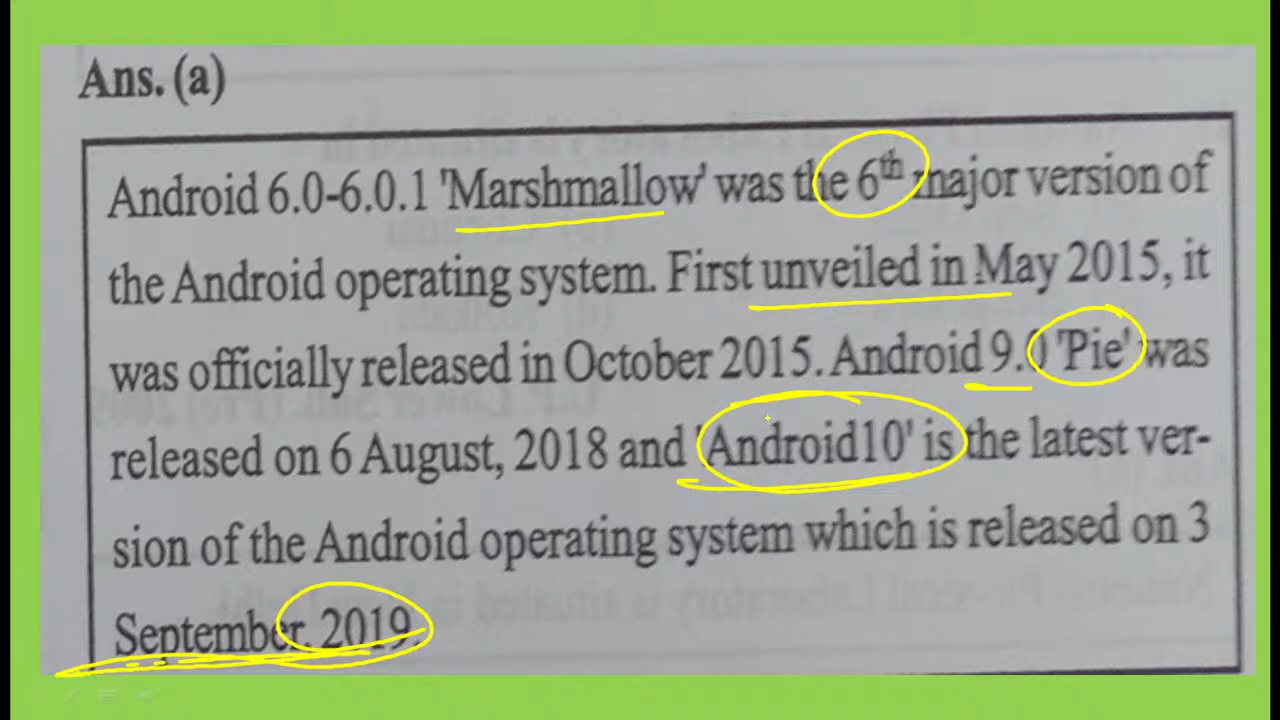 Ans. (a)
Android 6.0-6.0.1 'Marshmallow' was the 6th major version of
the Android operating system. First unveiled in May 2015, it
was officially released in October 2015. Android 9.0 'Pie' was
released on 6 August, 2018 and 'Android10' is the latest ver-
sion of the Android operating system which is released on 3
September, 2019.